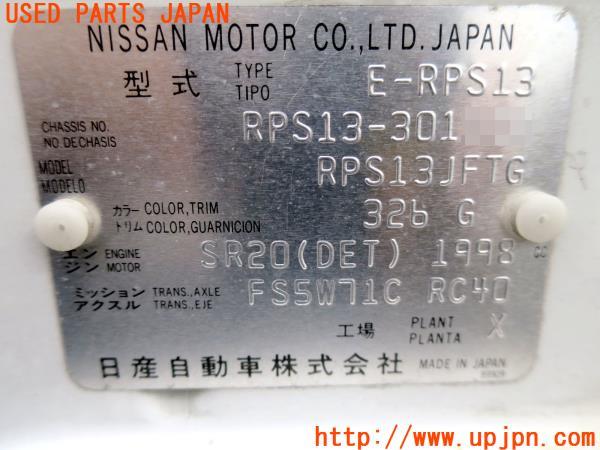 USED PARTS JAPAN
NISSAN MOTOR CO.,LTD. JAPAN
型式 TYPE TIPO E-RPS13
CHASSIS NO. NO DECHASIS RPS13-301
MODEL MODELO RPS13JFTG
カラー COLOR, TRIM 326 G
トリム COLOR, GUARNICION
エンジン ENGINE MOTOR SR20(DET) 1998 CC
ミッション TRANS., AXLE FS5W71C RC40
アクスル TRANS., EJE
工場 PLANT PLANTA X
日産自動車株式会社 MADE IN JAPAN
http://www.upjpn.com